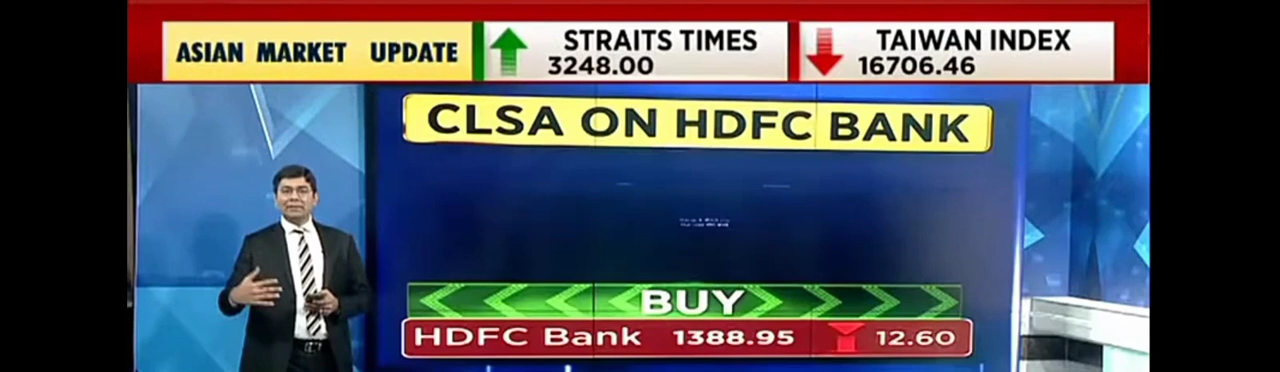 ASIAN MARKET UPDATE
STRAITS TIMES
3248.00
TAIWAN INDEX
16706.46
CLSA ON HDFC BANK
BUY
HDFC Bank 1388.95 12.60